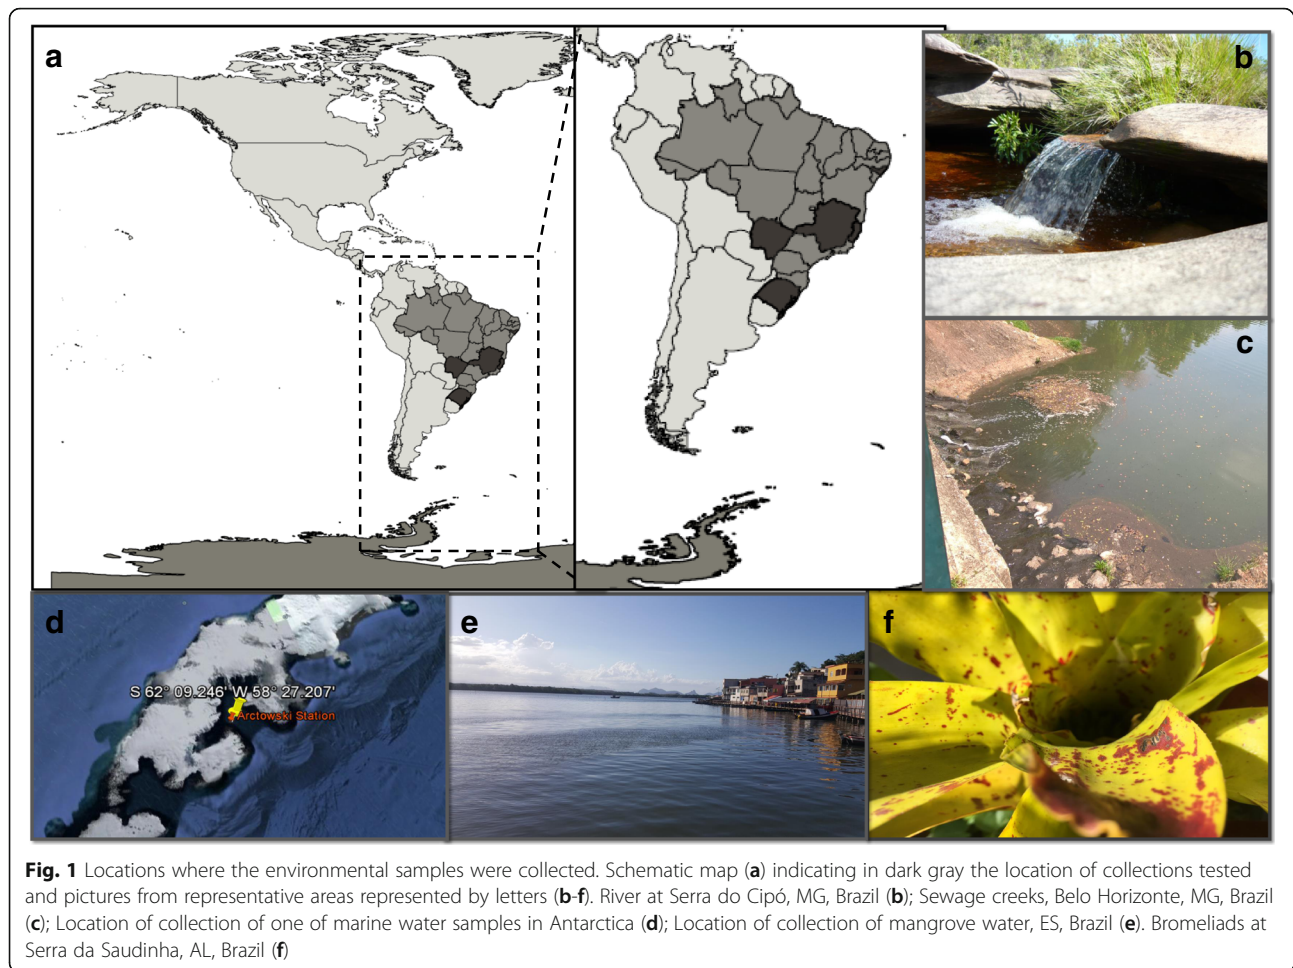 a
b
c
d
S 62° 09.246' W 58° 27.207'
Arctowski Station
e
f
Fig. 1 Locations where the environmental samples were collected. Schematic map (a) indicating in dark gray the location of collections tested
and pictures from representative areas represented by letters (b-f). River at Serra do Cipó, MG, Brazil (b); Sewage creeks, Belo Horizonte, MG, Brazil
(c); Location of collection of one of marine water samples in Antarctica (d); Location of collection of mangrove water, ES, Brazil (e). Bromeliads at
Serra da Saudinha, AL, Brazil (f)